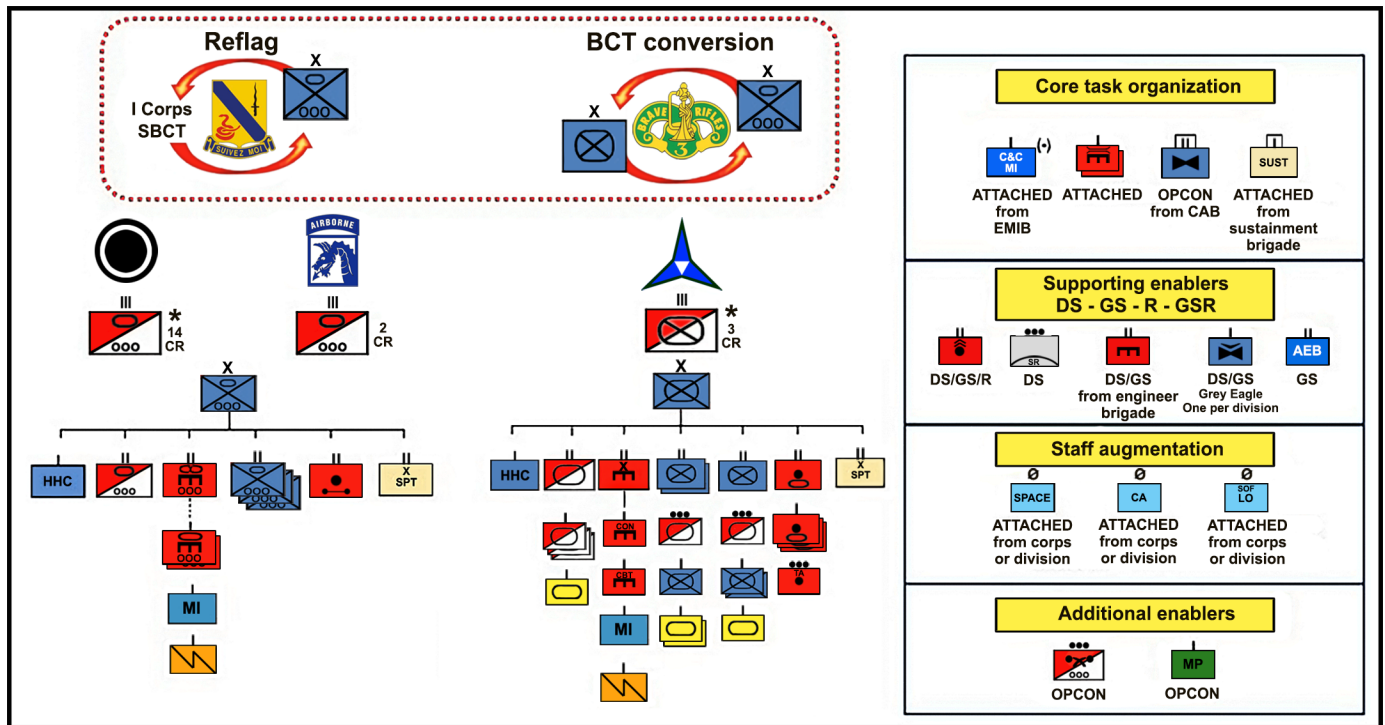 Reflag
X
I Corps
SBCT
SUIVEZ MOI
BCT conversion
X
X
BRAVE RIFLES
3
AIRBORNE
III
*
14
CR
III
2
CR
III
*
3
CR
X
HHC
X
SPT
MI
X
HHC
X
X
SPT
CON
CBT
TA
MI
Core task organization
C&C
MI
(•)
SUST
ATTACHED
from
EMIB
ATTACHED
OPCON
from CAB
ATTACHED
from
sustainment
brigade
Supporting enablers
DS - GS - R - GSR
SR
AEB
DS/GS/R
DS
DS/GS
from engineer
brigade
DS/GS
Grey Eagle
One per division
GS
Staff augmentation
Ø
Ø
Ø
SPACE
CA
SOF
LO
ATTACHED
from corps
or division
ATTACHED
from corps
or division
ATTACHED
from corps
or division
Additional enablers
MP
OPCON
OPCON